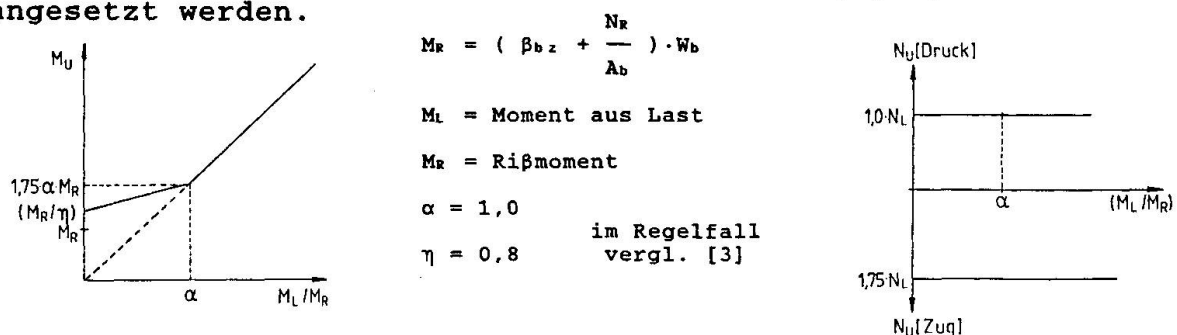 angesetzt werden.
M_U
1,75α·M_R
(M_R/η)
M_R
α
M_L/M_R
M_R = ( β_bz + N_R/A_b )·W_b
M_L = Moment aus Last
M_R = Rißmoment
α = 1,0
im Regelfall
η = 0,8 vergl. [3]
N_U[Druck]
1,0·N_L
α
(M_L/M_R)
1,75·N_L
N_U[Zug]